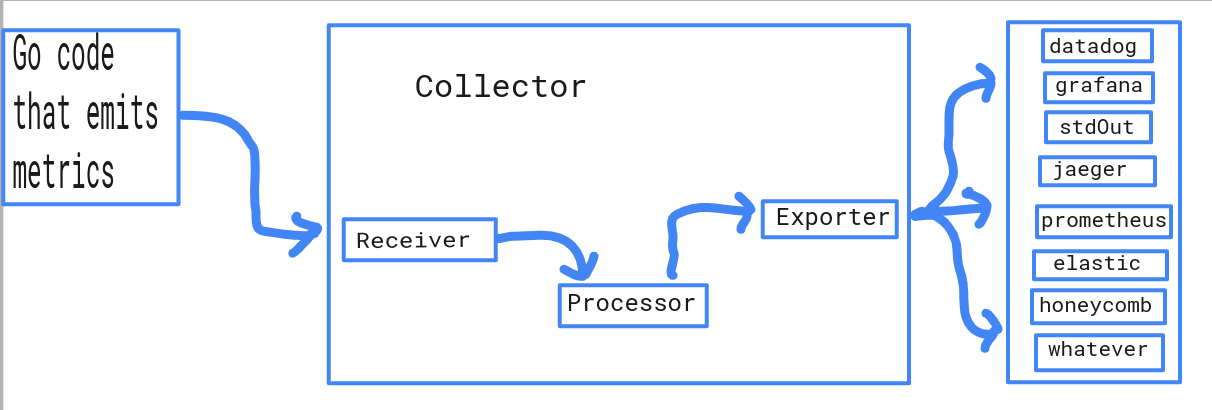 Go code
that emits
metrics
Collector
Receiver
Processor
Exporter
datadog
grafana
stdOut
jaeger
prometheus
elastic
honeycomb
whatever